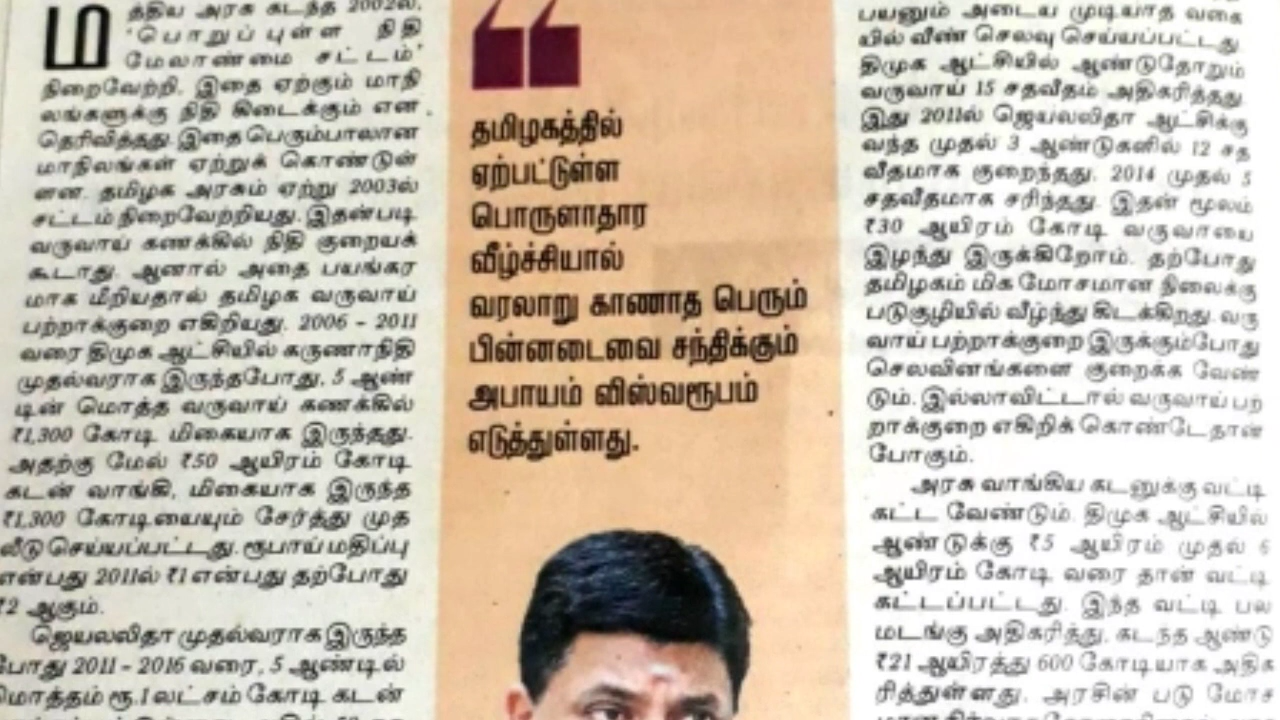 மத்திய அரசு கடந்த 2002ல்,
'பொறுப்புள்ள நிதி
மேலாண்மை சட்டம்'
நிறைவேற்றி, இதை ஏற்கும் மாநி
லங்களுக்கு நிதி கிடைக்கும் என
தெரிவித்தது. இதை பெரும்பாலான
மாநிலங்கள் ஏற்றுக் கொண்டுள்
ளன. தமிழக அரசும் ஏற்று 2003ல்
சட்டம் நிறைவேற்றியது. இதன்படி
வருவாய் கணக்கில் நிதி குறையக்
கூடாது. ஆனால் அதை பயங்கர
மாக மீறியதால் தமிழக வருவாய்
பற்றாக்குறை எகிறியது. 2006 - 2011
வரை திமுக ஆட்சியில் கருணாநிதி
முதல்வராக இருந்தபோது, 5 ஆண்
டின் மொத்த வருவாய் கணக்கில்
₹1,300 கோடி மிகையாக இருந்தது.
அதற்கு மேல் ₹50 ஆயிரம் கோடி
கடன் வாங்கி, மிகையாக இருந்த
₹1,300 கோடியையும் சேர்த்து முத
லீடு செய்யப்பட்டது. ரூபாய் மதிப்பு
என்பது 2011ல் ₹1 என்பது தற்போது
₹2 ஆகும்.
ஜெயலலிதா முதல்வராக இருந்த
போது 2011 - 2016 வரை, 5 ஆண்டில்
மொத்தம் ரூ.1 லட்சம் கோடி கடன்
தமிழகத்தில்
ஏற்பட்டுள்ள
பொருளாதார
வீழ்ச்சியால்
வரலாறு காணாத பெரும்
பின்னடைவை சந்திக்கும்
அபாயம் விஸ்வரூபம்
எடுத்துள்ளது.
பயனும் அடைய முடியாத வகை
யில் வீண் செலவு செய்யப்பட்டது.
திமுக ஆட்சியில் ஆண்டுதோறும்
வருவாய் 15 சதவீதம் அதிகரித்தது.
இது 2011ல் ஜெயலலிதா ஆட்சிக்கு
வந்த முதல் 3 ஆண்டுகளில் 12 சத
வீதமாக குறைந்தது. 2014 முதல் 5
சதவீதமாக சரிந்தது. இதன் மூலம்
₹30 ஆயிரம் கோடி வருவாயை
இழந்து இருக்கிறோம். தற்போது
தமிழகம் மிக மோசமான நிலைக்கு
படுகுழியில் வீழ்ந்து கிடக்கிறது. வரு
வாய் பற்றாக்குறை இருக்கும்போது
செலவினங்களை குறைக்க வேண்
டும். இல்லாவிட்டால் வருவாய் பற்
றாக்குறை எகிறிக் கொண்டேதான்
போகும்.
அரசு வாங்கிய கடனுக்கு வட்டி
கட்ட வேண்டும். திமுக ஆட்சியில்
ஆண்டுக்கு ₹5 ஆயிரம் முதல் 6
ஆயிரம் கோடி வரை தான் வட்டி
கட்டப்பட்டது. இந்த வட்டி பல
மடங்கு அதிகரித்து, கடந்த ஆண்டு
₹21 ஆயிரத்து 600 கோடியாக அதிக
ரித்துள்ளது. அரசின் படு மோச